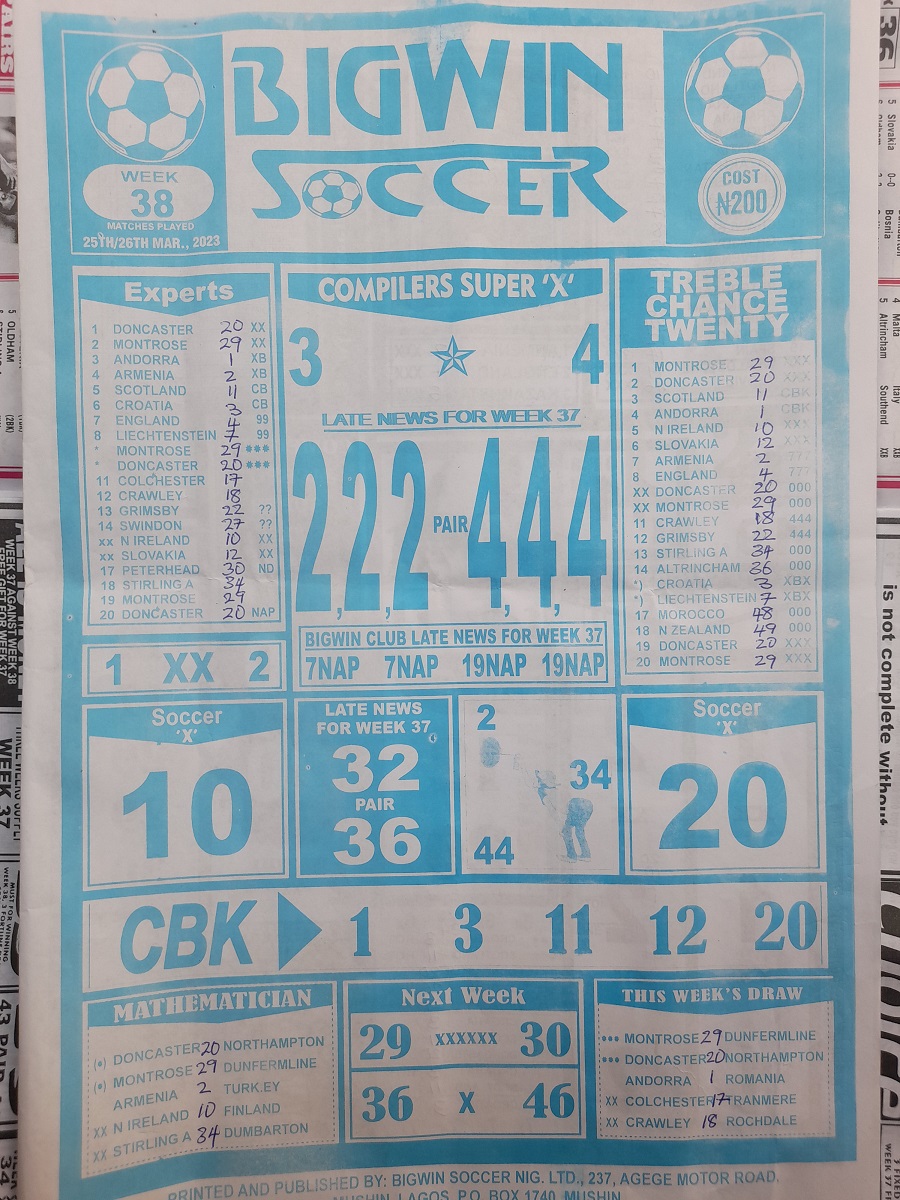 BIGWIN
SOCCER
WEEK
38
MATCHES PLAYED
25TH/26TH MAR., 2023
COST
₦200
Experts
1 DONCASTER 20 XX
2 MONTROSE 29 XX
3 ANDORRA 1 XB
4 ARMENIA 2 XB
5 SCOTLAND 11 CB
6 CROATIA 3 CB
7 ENGLAND 4 99
8 LIECHTENSTEIN 7 99
* MONTROSE 29 ***
* DONCASTER 20 ***
11 COLCHESTER 17
12 CRAWLEY 18
13 GRIMSBY 22 ??
14 SWINDON 27 ??
xx N IRELAND 10 XX
xx SLOVAKIA 12 XX
17 PETERHEAD 30 ND
18 STIRLING A 34
19 MONTROSE 29
20 DONCASTER 20 NAP
1 XX 2
COMPILERS SUPER 'X'
3 4
LATE NEWS FOR WEEK 37
2,2,2 PAIR 4,4,4
BIGWIN CLUB LATE NEWS FOR WEEK 37
7NAP 7NAP 19NAP 19NAP
TREBLE
CHANCE
TWENTY
1 MONTROSE 29 XXX
2 DONCASTER 20 XXX
3 SCOTLAND 11 CBK
4 ANDORRA 1 CBK
5 N IRELAND 10 XXX
6 SLOVAKIA 12 XXX
7 ARMENIA 2 777
8 ENGLAND 4 777
XX DONCASTER 20 000
XX MONTROSE 29 000
11 CRAWLEY 18 444
12 GRIMSBY 22 444
13 STIRLING A 34 000
14 ALTRINCHAM 36 000
*) CROATIA 3 XBX
*) LIECHTENSTEIN 7 XBX
17 MOROCCO 48 000
18 N ZEALAND 49 000
19 DONCASTER 20 XXX
20 MONTROSE 29 XXX
Soccer
'X'
10
LATE NEWS
FOR WEEK 37
32
PAIR
36
2
34
44
Soccer
'X'
20
CBK 1 3 11 12 20
MATHEMATICIAN
(•) DONCASTER 20 NORTHAMPTON
(•) MONTROSE 29 DUNFERMLINE
ARMENIA 2 TURKEY
XX N IRELAND 10 FINLAND
XX STIRLING A 34 DUMBARTON
Next Week
29 XXXXXX 30
36 X 46
THIS WEEK'S DRAW
••• MONTROSE 29 DUNFERMLINE
••• DONCASTER 20 NORTHAMPTON
ANDORRA 1 ROMANIA
XX COLCHESTER 17 TRANMERE
XX CRAWLEY 18 ROCHDALE
PRINTED AND PUBLISHED BY: BIGWIN SOCCER NIG. LTD., 237, AGEGE MOTOR ROAD,
MUSHIN, LAGOS. P.O. BOX 1740, MUSHIN
is not complete without